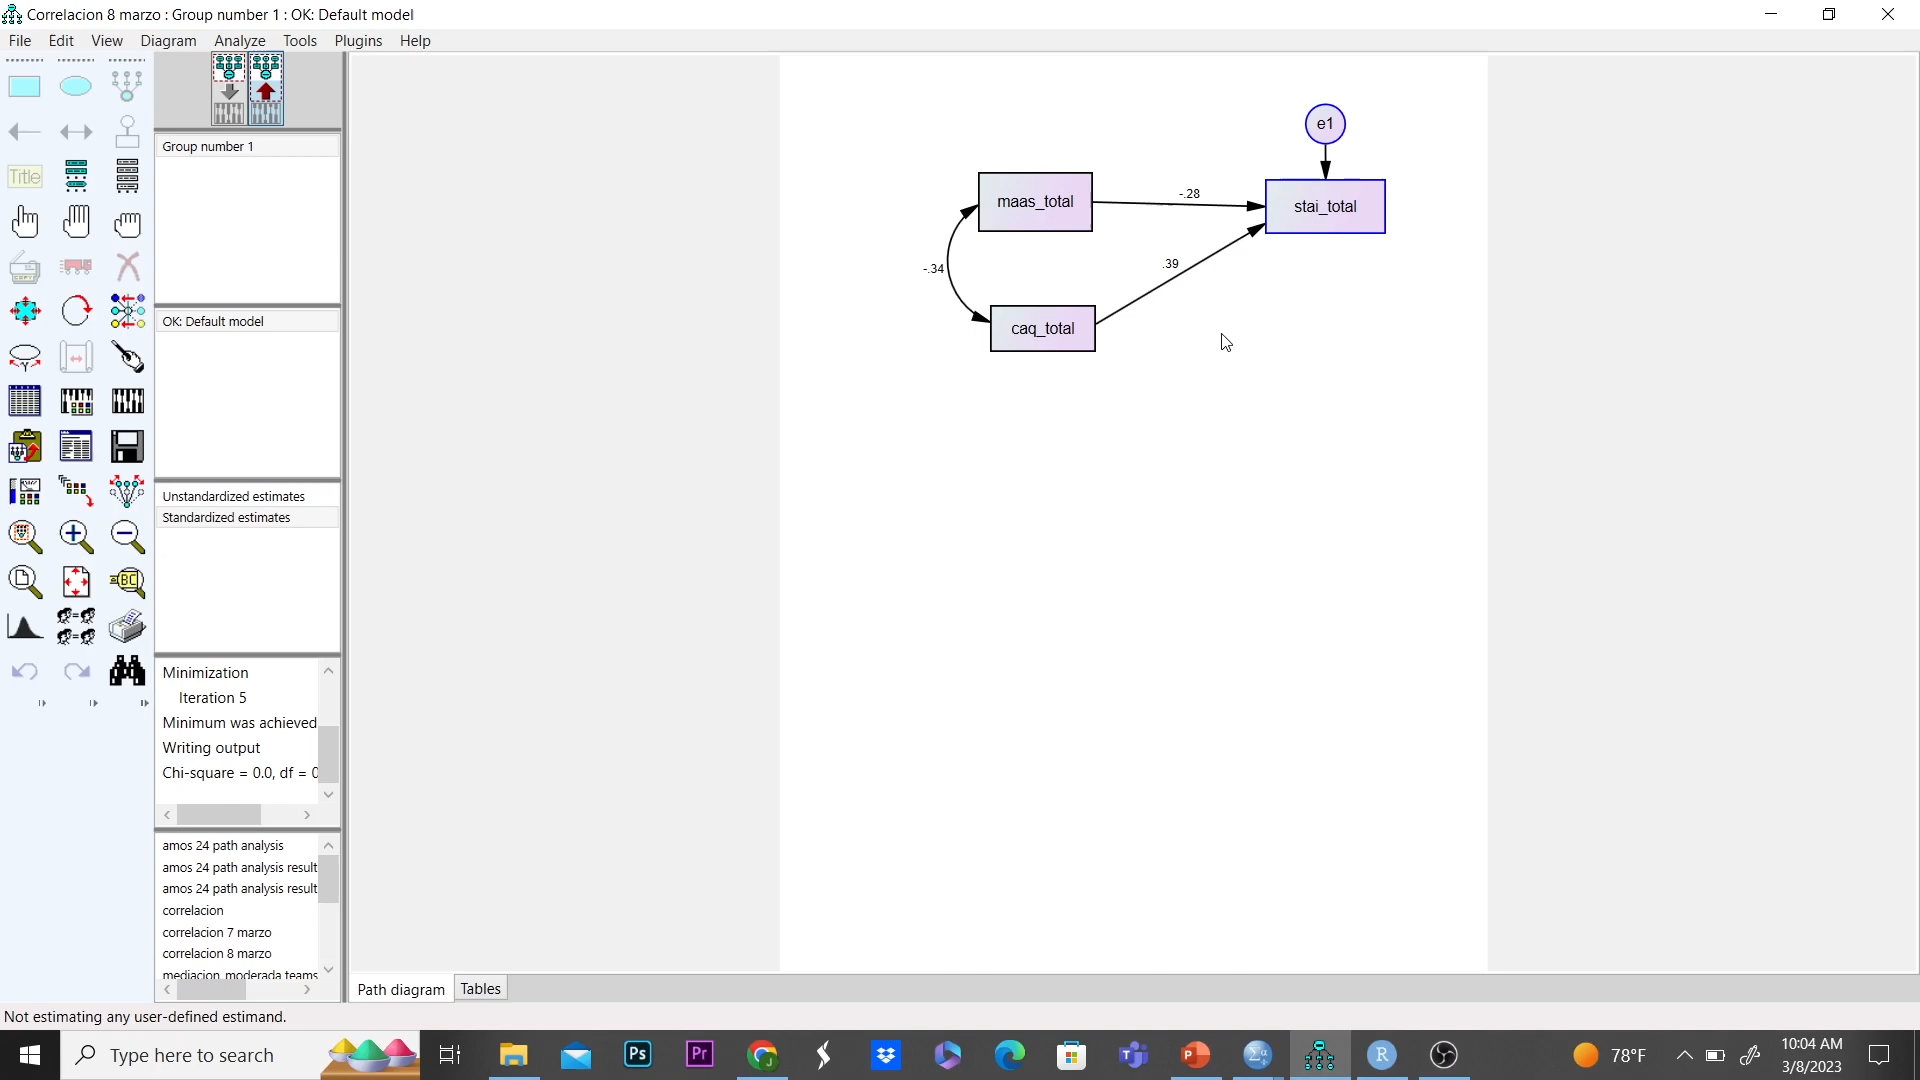 Correlacion 8 marzo : Group number 1 : OK: Default model
File Edit View Diagram Analyze Tools Plugins Help
Title
Group number 1
OK: Default model
Unstandardized estimates
Standardized estimates
Minimization
Iteration 5
Minimum was achieved
Writing output
Chi-square = 0.0, df = 0
amos 24 path analysis
amos 24 path analysis result
amos 24 path analysis result
correlacion
correlacion 7 marzo
correlacion 8 marzo
mediacion moderada teams
e1
maas_total
-.28
stai_total
-.34
.39
caq_total
Path diagram Tables
Not estimating any user-defined estimand.
Type here to search
78°F
10:04 AM
3/8/2023